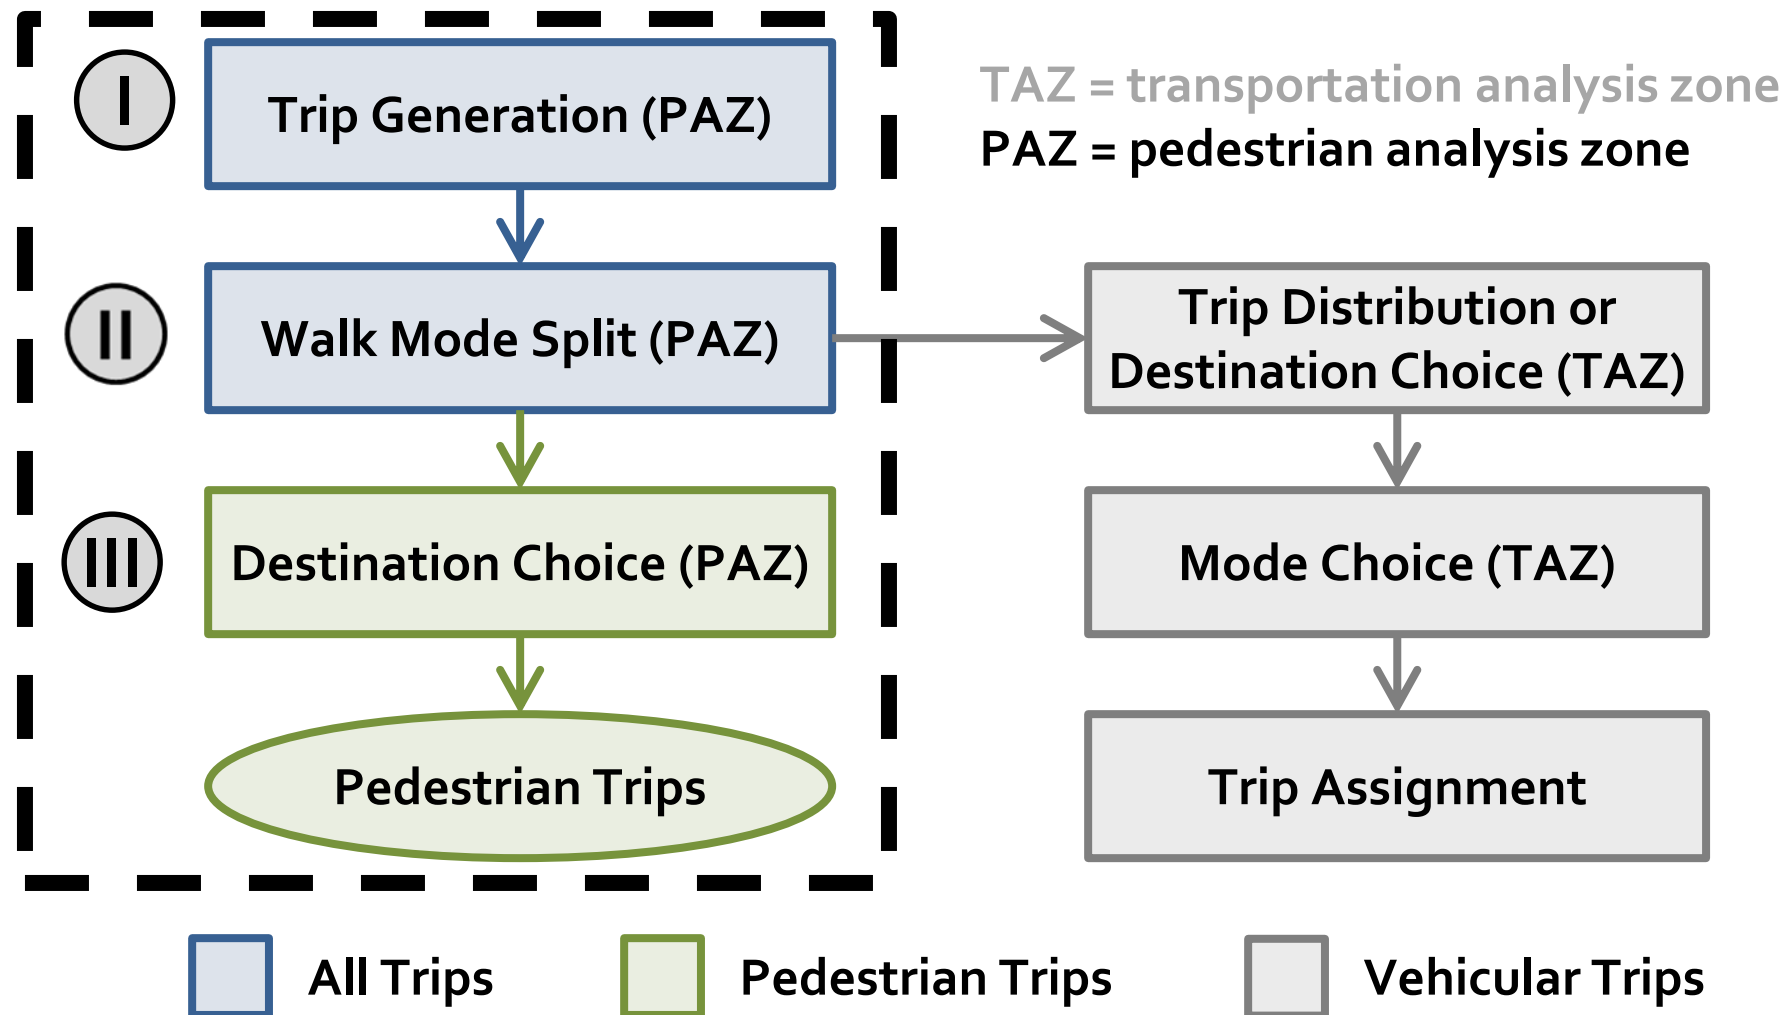 I
Trip Generation (PAZ)
TAZ = transportation analysis zone
PAZ = pedestrian analysis zone
II
Walk Mode Split (PAZ)
Trip Distribution or
Destination Choice (TAZ)
III
Destination Choice (PAZ)
Mode Choice (TAZ)
Pedestrian Trips
Trip Assignment
All Trips
Pedestrian Trips
Vehicular Trips